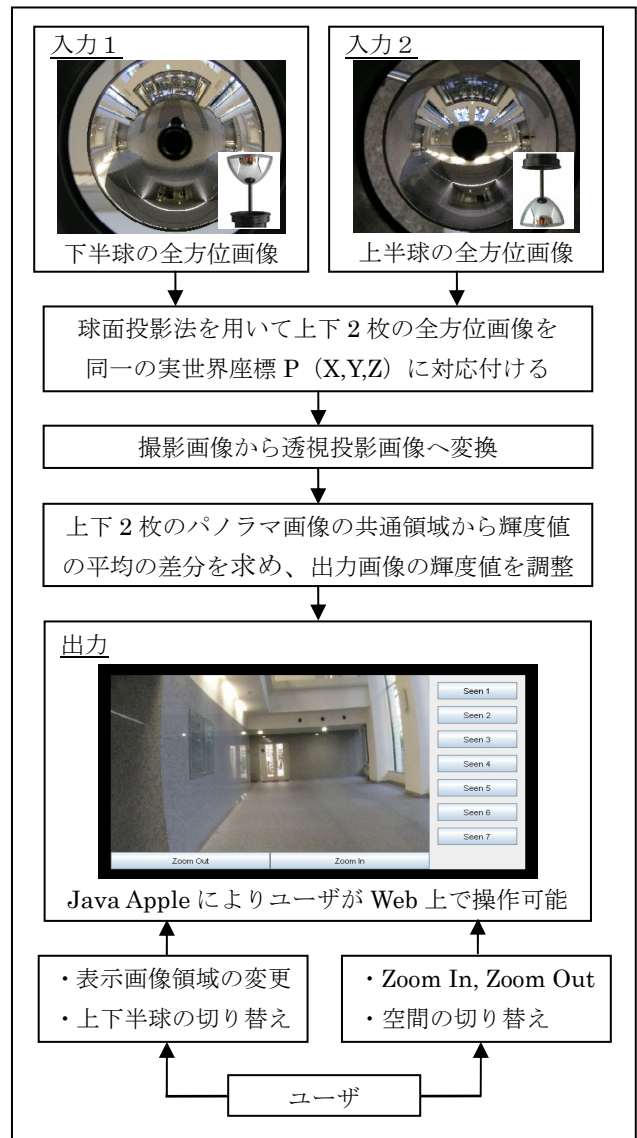 入力1
入力2
下半球の全方位画像
上半球の全方位画像
球面投影法を用いて上下2枚の全方位画像を
同一の実世界座標 P（X,Y,Z）に対応付ける
撮影画像から透視投影画像へ変換
上下2枚のパノラマ画像の共通領域から輝度値
の平均の差分を求め、出力画像の輝度値を調整
出力
Seen 1
Seen 2
Seen 3
Seen 4
Seen 5
Seen 6
Seen 7
Zoom Out
Zoom In
Java Apple によりユーザが Web 上で操作可能
・表示画像領域の変更
・上下半球の切り替え
・Zoom In, Zoom Out
・空間の切り替え
ユーザ